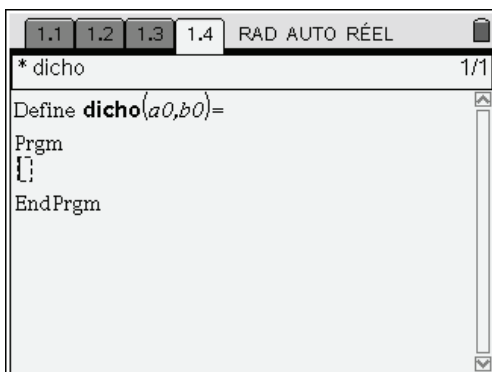 1.1 1.2 1.3 1.4 RAD AUTO RÉEL
* dicho 1/1
Define dicho(a0,b0)=
Prgm
EndPrgm